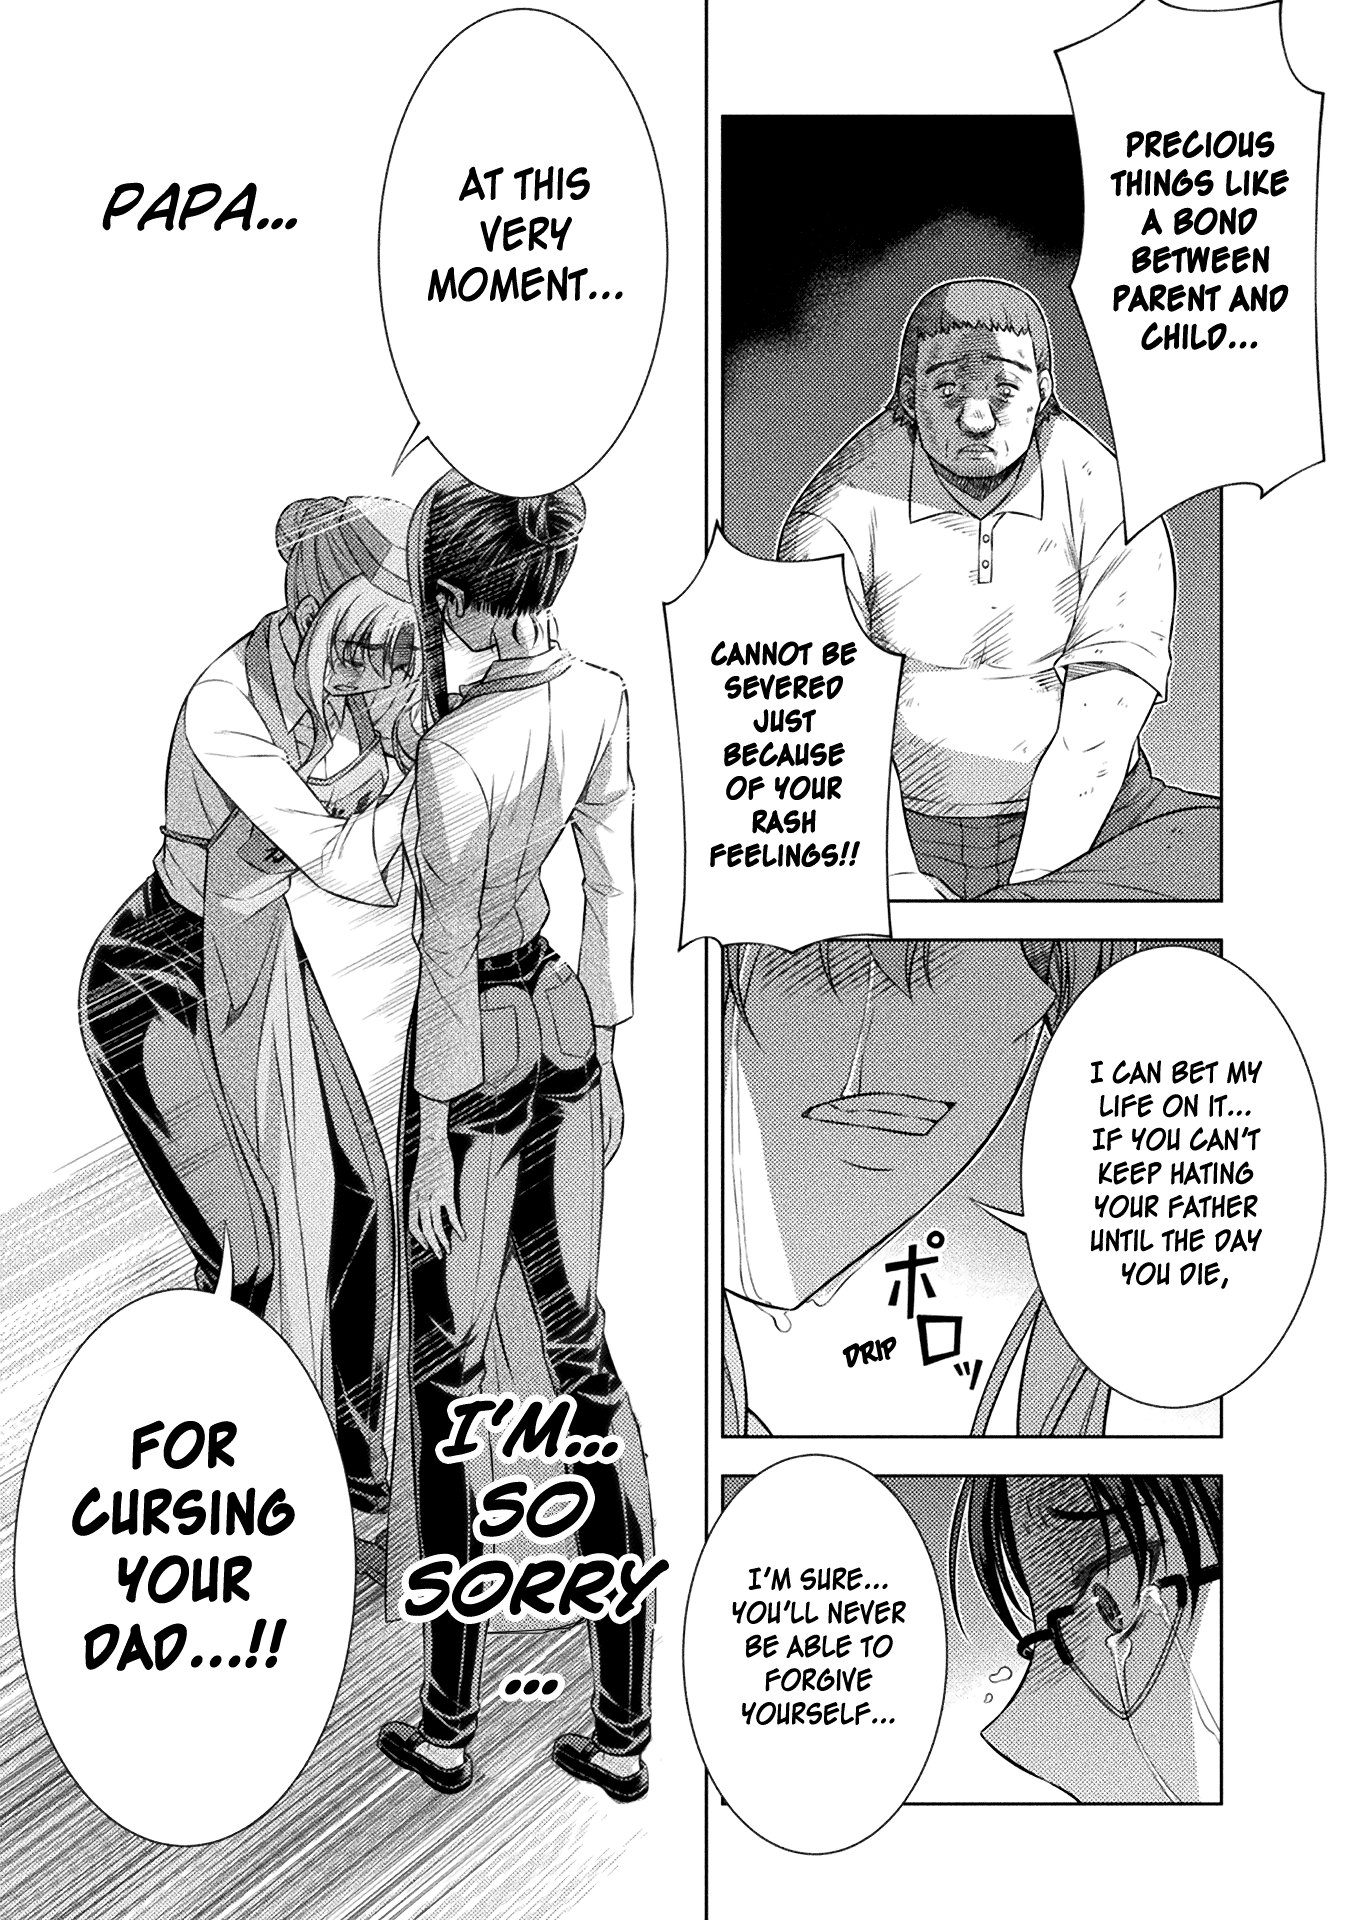 PRECIOUS
THINGS LIKE
A BOND
BETWEEN
PARENT AND
CHILD...
CANNOT BE
SEVERED
JUST
BECAUSE
OF YOUR
RASH
FEELINGS!!
I CAN BET MY
LIFE ON IT...
IF YOU CAN'T
KEEP HATING
YOUR FATHER
UNTIL THE DAY
YOU DIE,
ポロッ
DRIP
I'M SURE...
YOU'LL NEVER
BE ABLE TO
FORGIVE
YOURSELF...
AT THIS
VERY
MOMENT...
PAPA...
FOR
CURSING
YOUR
DAD...!!
I'M...
SO
SORRY
...